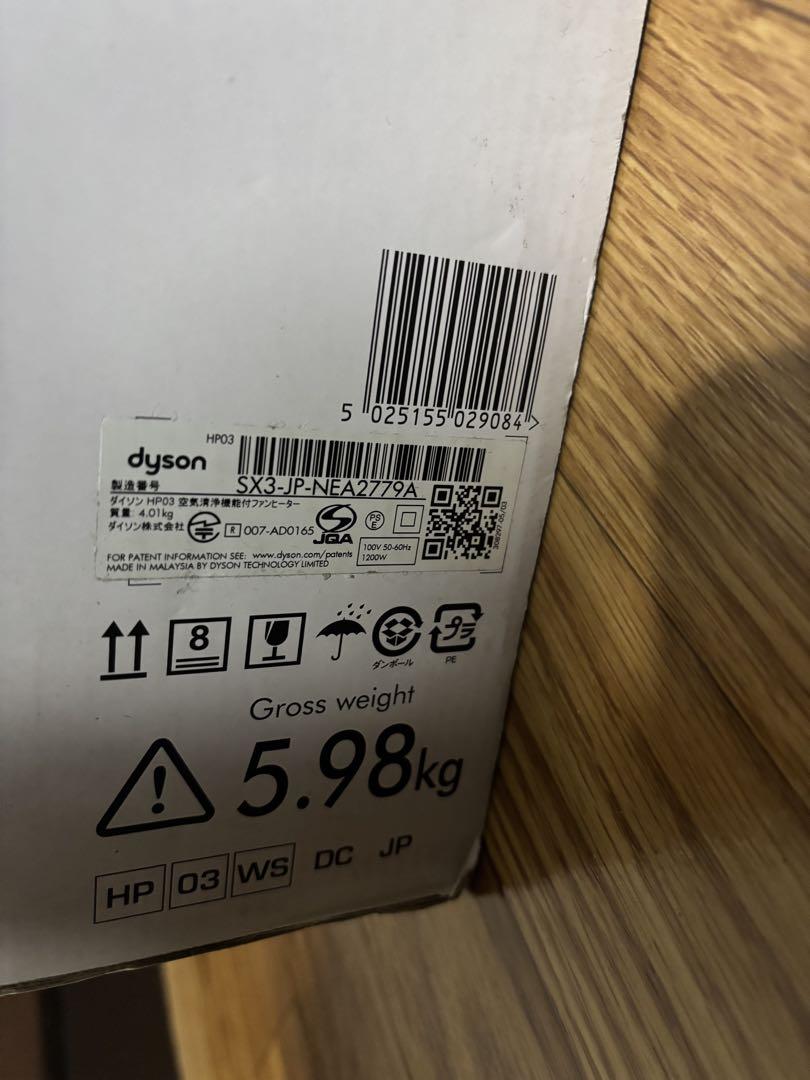 5 025155 029084 >
HP03
dyson
製造番号
SX3-JP-NEA2779A
ダイソン HP03 空気清浄機能付ファンヒーター
質量: 4.01kg
ダイソン株式会社
R 007-AD0165
JQA
PS
E
100V 50-60Hz
1200W
308297-05/03
FOR PATENT INFORMATION SEE: www.dyson.com/patents
MADE IN MALAYSIA BY DYSON TECHNOLOGY LIMITED
8
ダンボール
プラ
PE
Gross weight
5.98kg
HP 03 WS DC JP